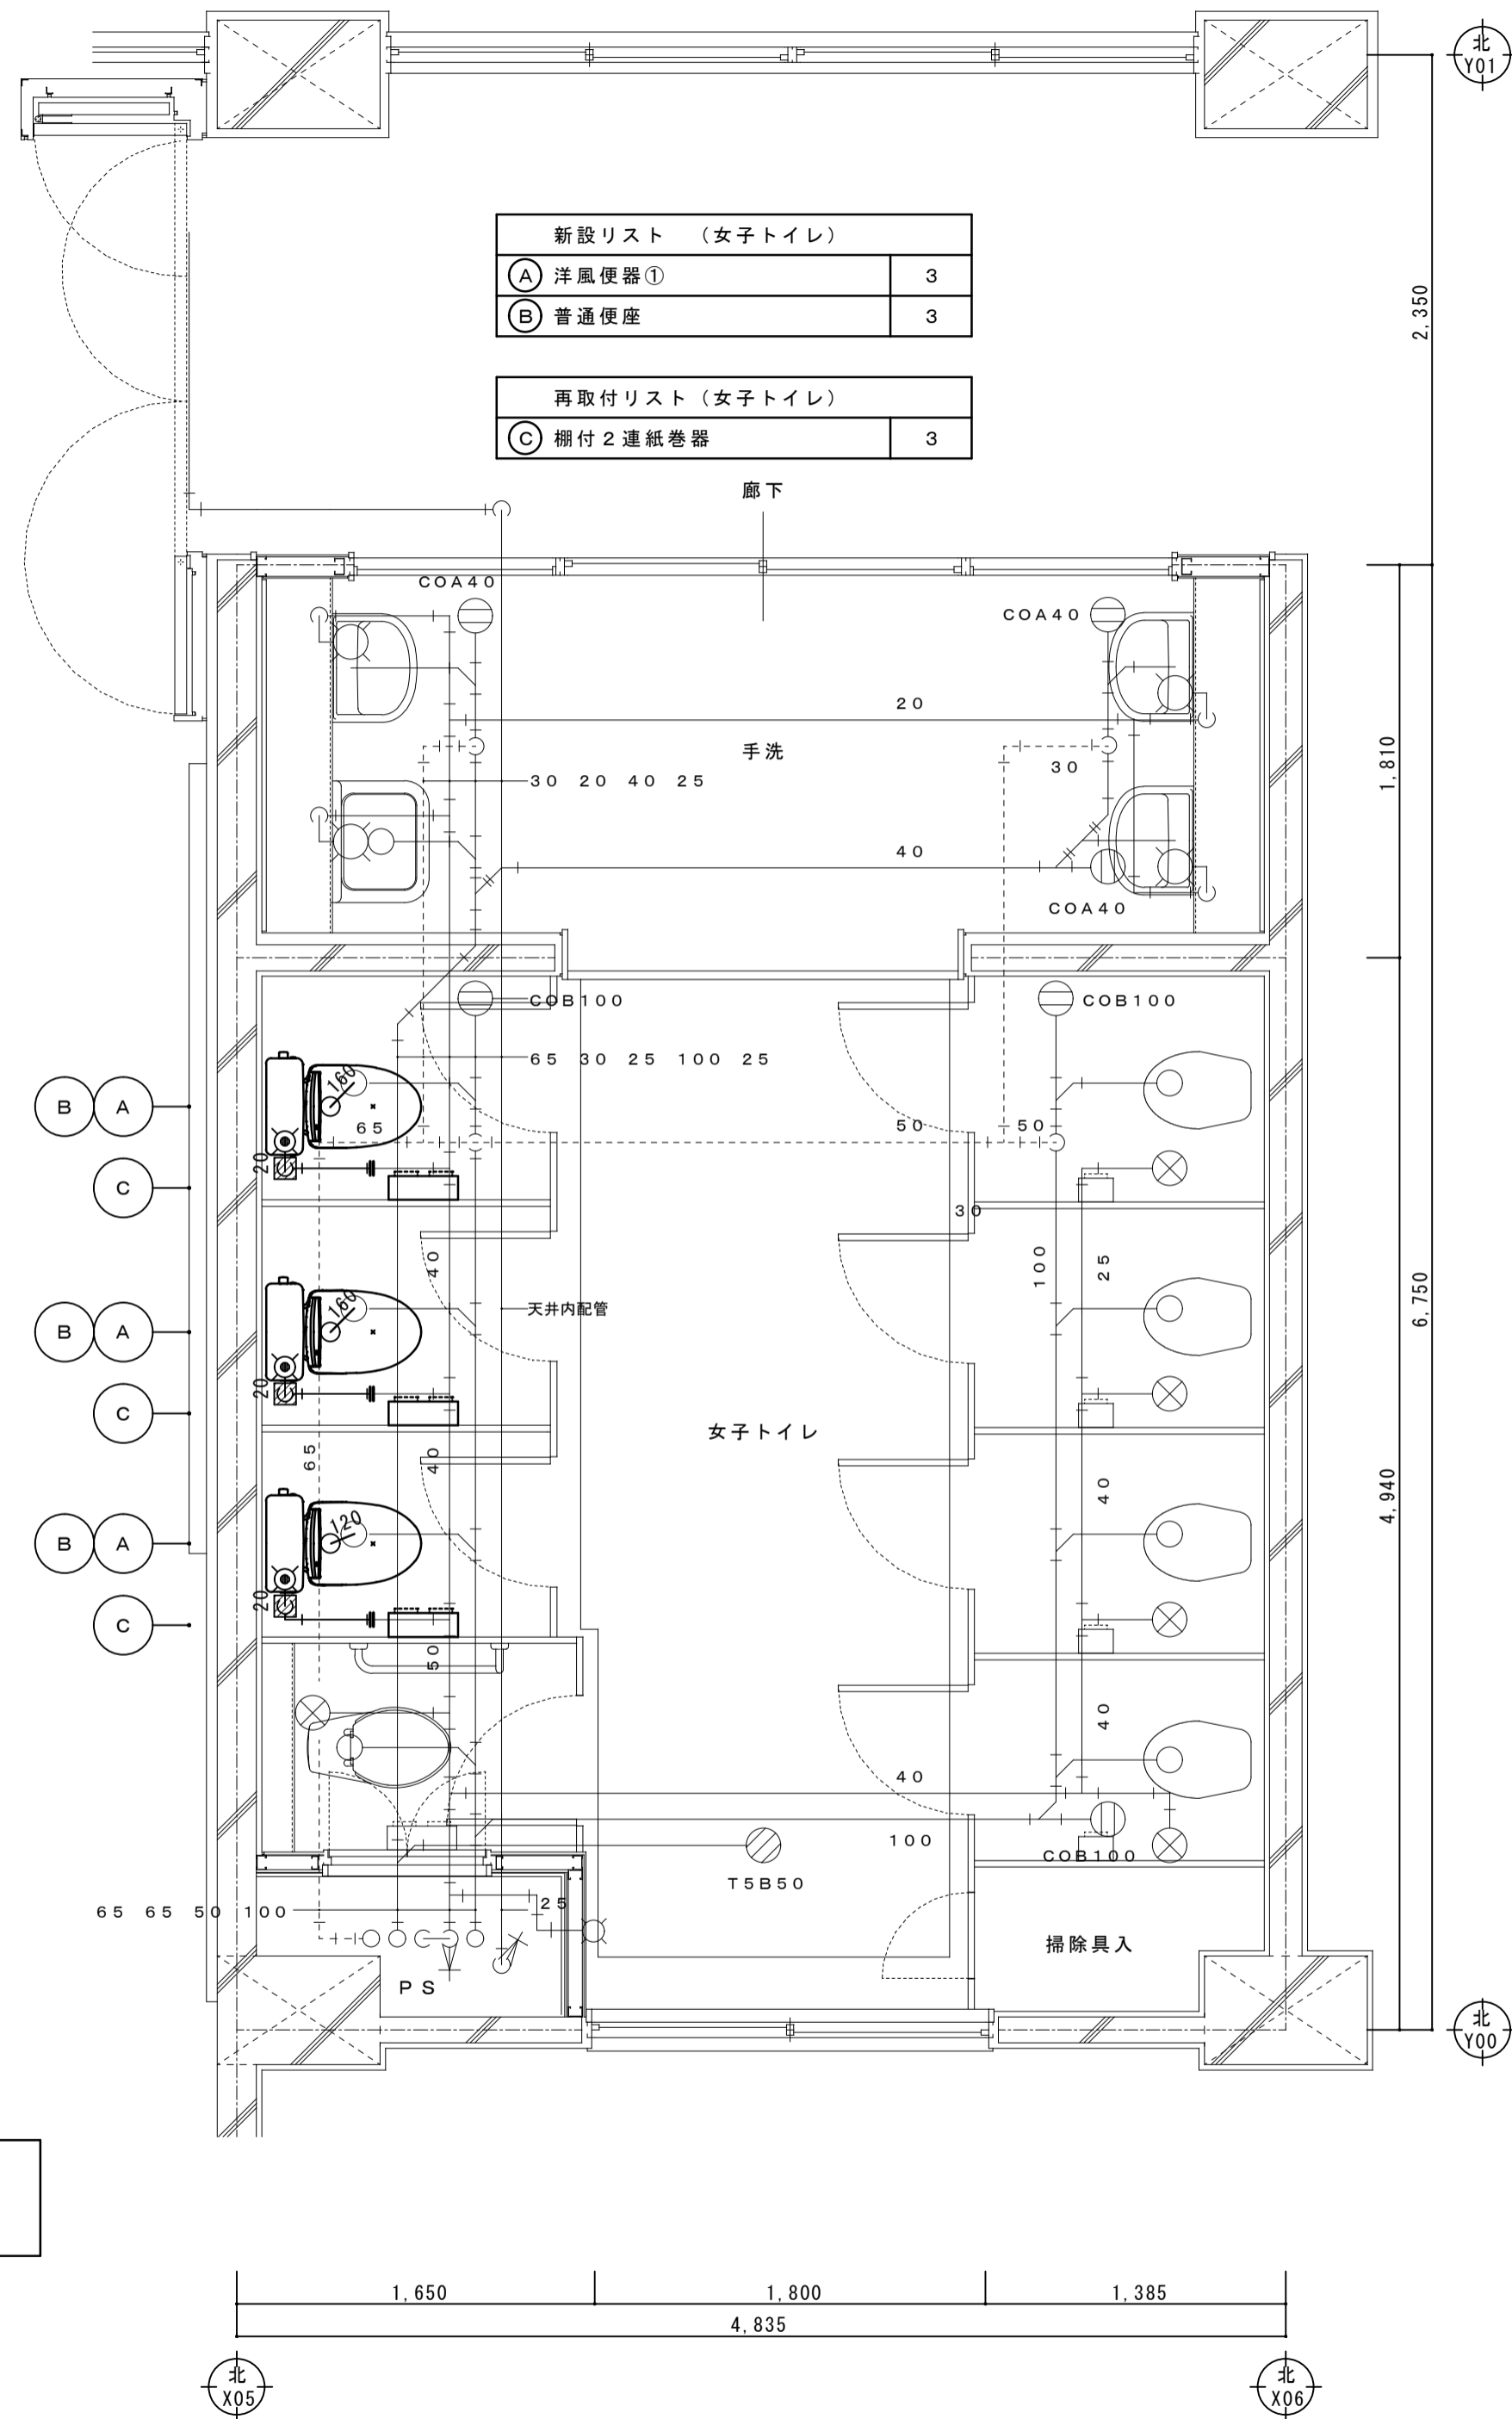 北
Y01
新設リスト （女子トイレ）
A 洋風便器① 3
B 普通便座 3
2,350
再取付リスト（女子トイレ）
C 棚付2連紙巻器 3
廊下
COA40
COA40
20
手洗
30
1,810
30 20 40 25
40
COA40
COB100
COB100
65 30 25 100 25
160
B A
65
50
50
20
C
30
40
100
25
天井内配管
160
B A
6,750
20
C
女子トイレ
65
40
40
4,940
120
B A
20
C
50
40
40
100
COB100
T5B50
65 65 50 100
25
掃除具入
PS
北
Y00
1,650
1,800
1,385
4,835
北
X05
北
X06